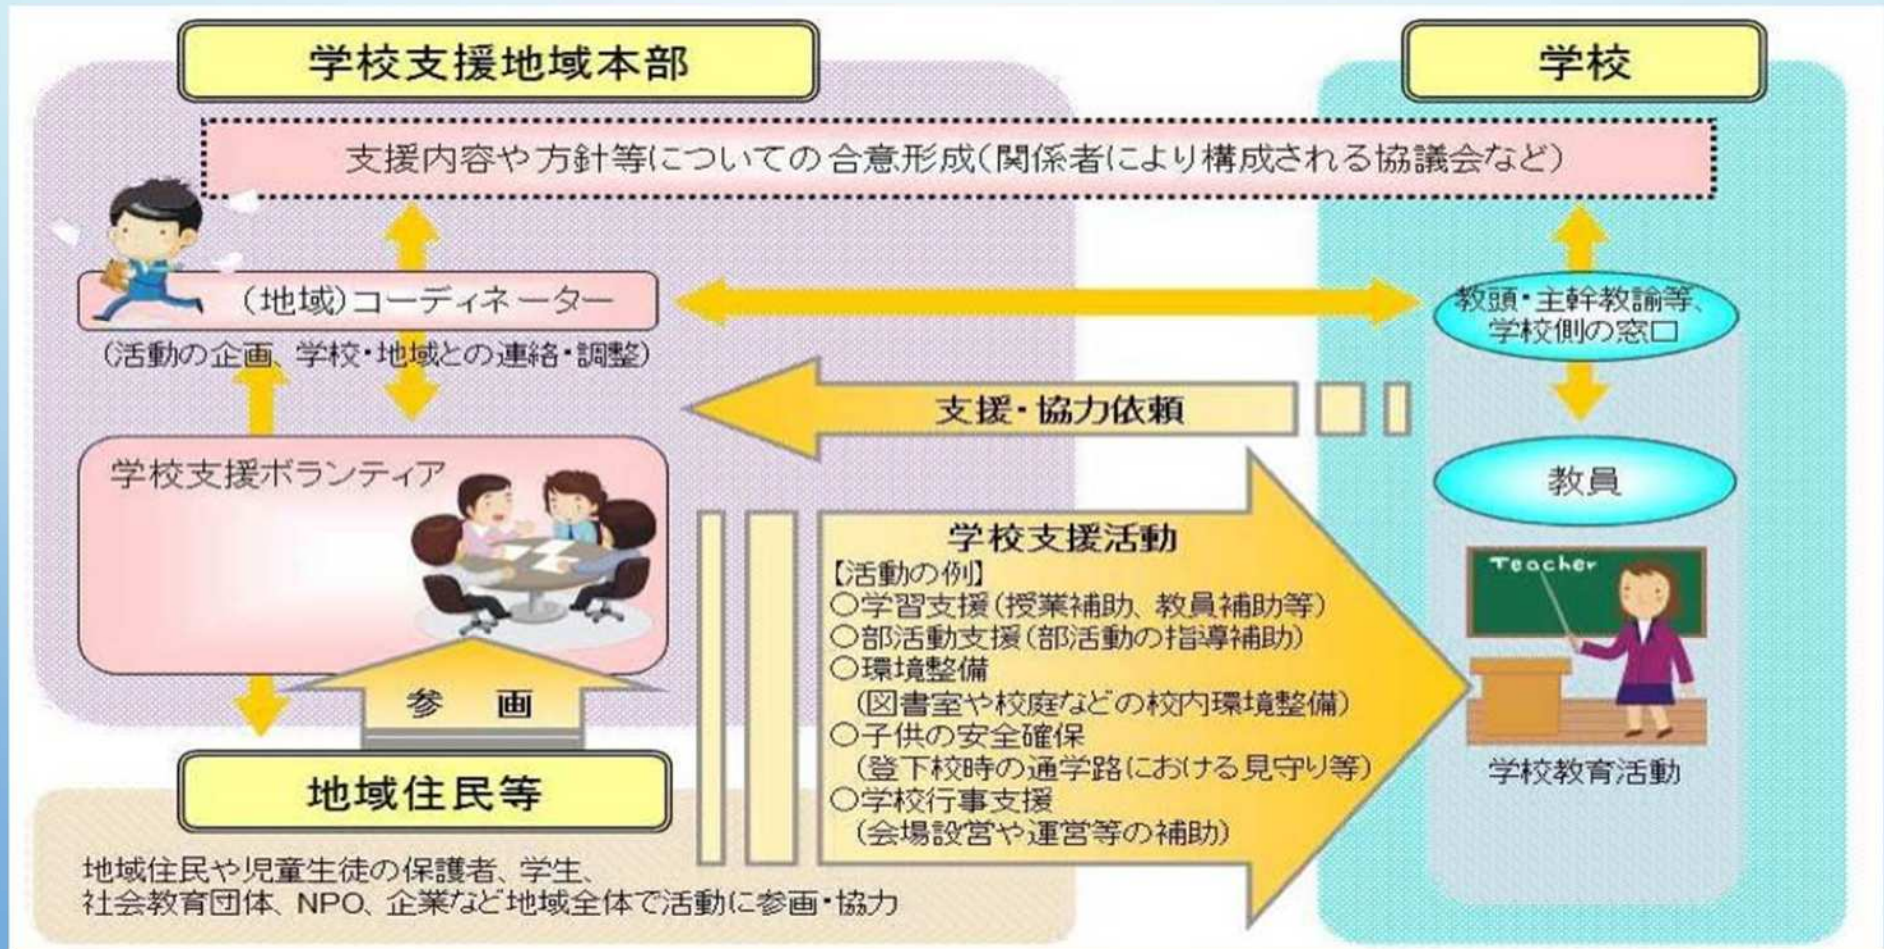 学校支援地域本部
学校
支援内容や方針等についての合意形成(関係者により構成される協議会など)
(地域)コーディネーター
(活動の企画、学校・地域との連絡・調整)
教頭・主幹教諭等、
学校側の窓口
支援・協力依頼
学校支援ボランティア
教員
Teacher
学校教育活動
学校支援活動
【活動の例】
○学習支援(授業補助、教員補助等)
○部活動支援(部活動の指導補助)
○環境整備
(図書室や校庭などの校内環境整備)
○子供の安全確保
(登下校時の通学路における見守り等)
○学校行事支援
(会場設営や運営等の補助)
参 画
地域住民等
地域住民や児童生徒の保護者、学生、
社会教育団体、NPO、企業など地域全体で活動に参画・協力